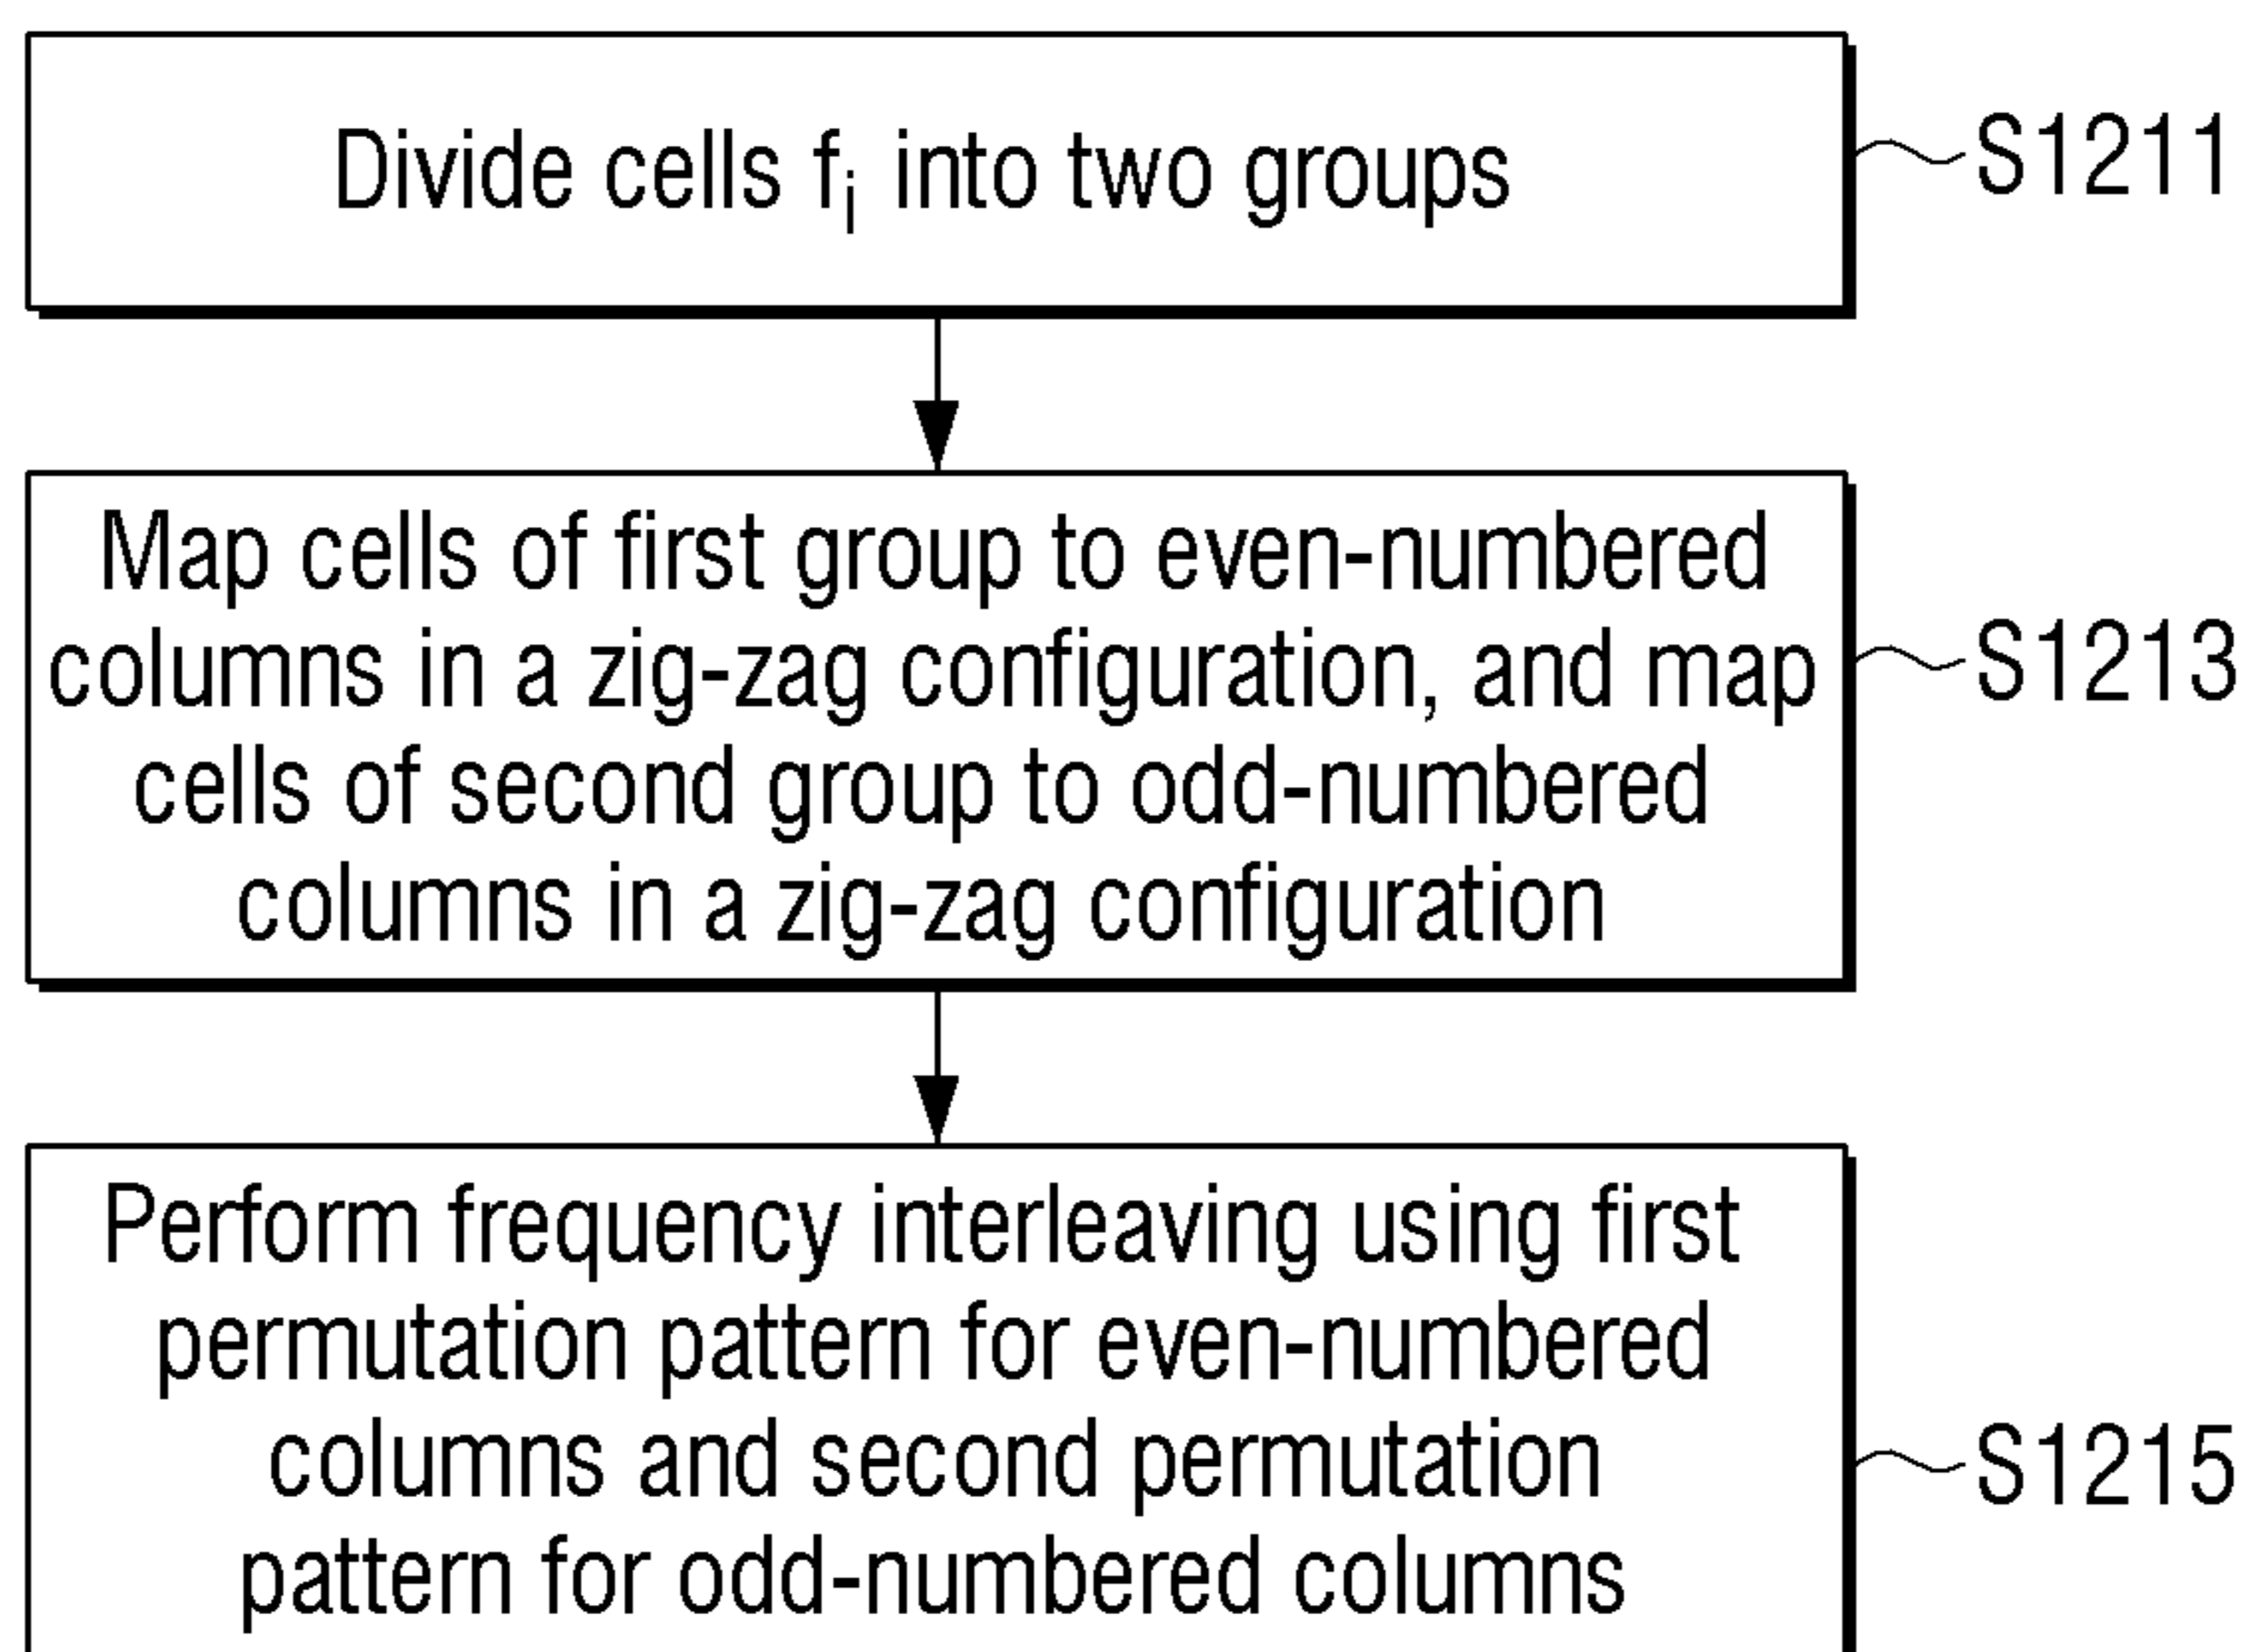 Divide cells fi into two groups
S1211
Map cells of first group to even-numbered
columns in a zig-zag configuration, and map
cells of second group to odd-numbered
columns in a zig-zag configuration
S1213
Perform frequency interleaving using first
permutation pattern for even-numbered
columns and second permutation
pattern for odd-numbered columns
S1215